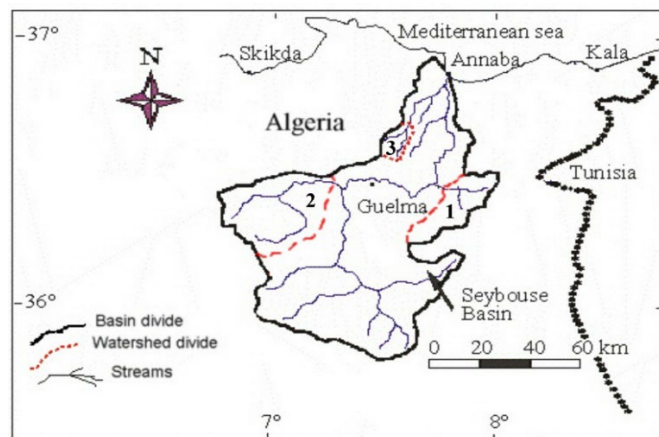 -37°
Mediterranean sea
Skikda
Annaba
Kala
N
Algeria
3
Tunisia
2
Guelma
1
-36°
Seybouse
Basin
Basin divide
Watershed divide
Streams
0 20 40 60 km
7° 8°